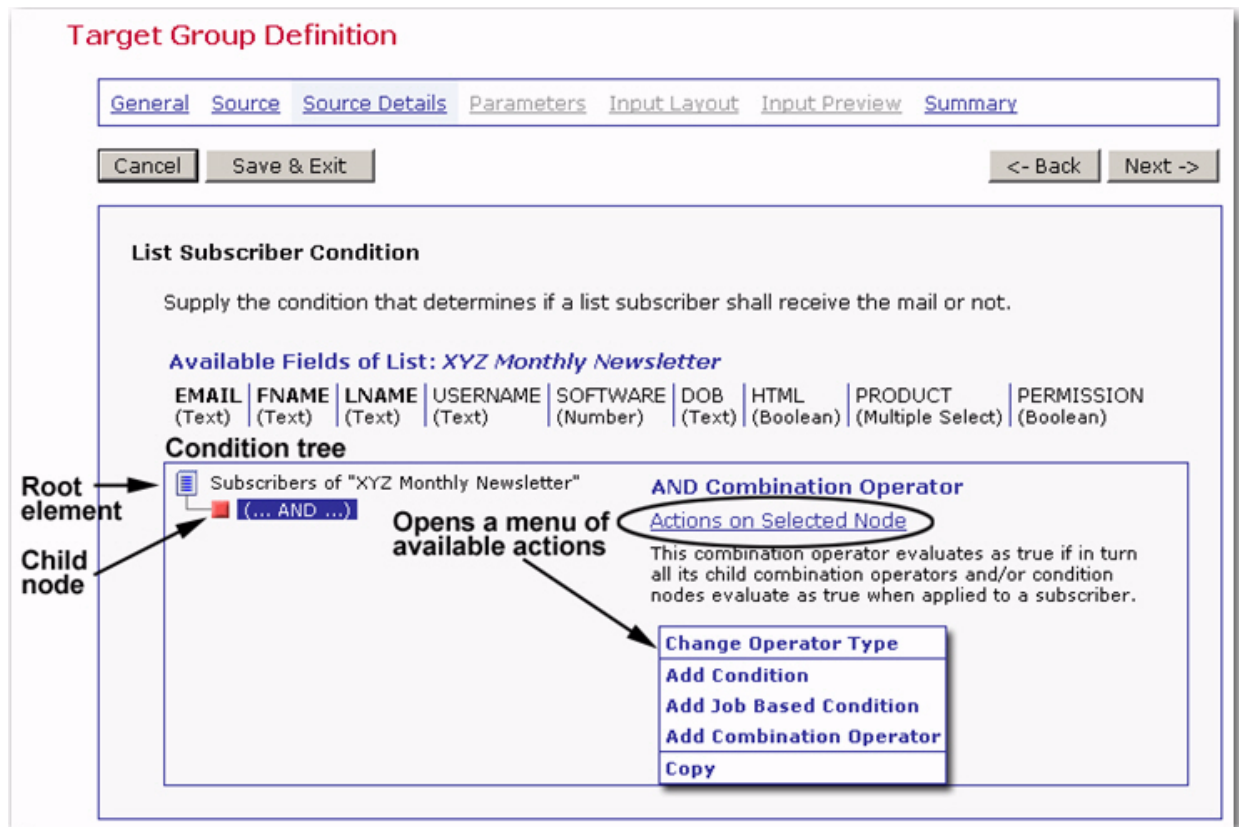 Target Group Definition
General Source Source Details Parameters Input Layout Input Preview Summary
Cancel Save & Exit <- Back Next ->
List Subscriber Condition
Supply the condition that determines if a list subscriber shall receive the mail or not.
Available Fields of List: XYZ Monthly Newsletter
EMAIL FNAME LNAME USERNAME SOFTWARE DOB HTML PRODUCT PERMISSION
(Text) (Text) (Text) (Text) (Number) (Text) (Boolean) (Multiple Select) (Boolean)
Condition tree
Root
element
Subscribers of "XYZ Monthly Newsletter"
(... AND ...)
Child
node
Opens a menu of
available actions
AND Combination Operator
Actions on Selected Node
This combination operator evaluates as true if in turn
all its child combination operators and/or condition
nodes evaluate as true when applied to a subscriber.
Change Operator Type
Add Condition
Add Job Based Condition
Add Combination Operator
Copy